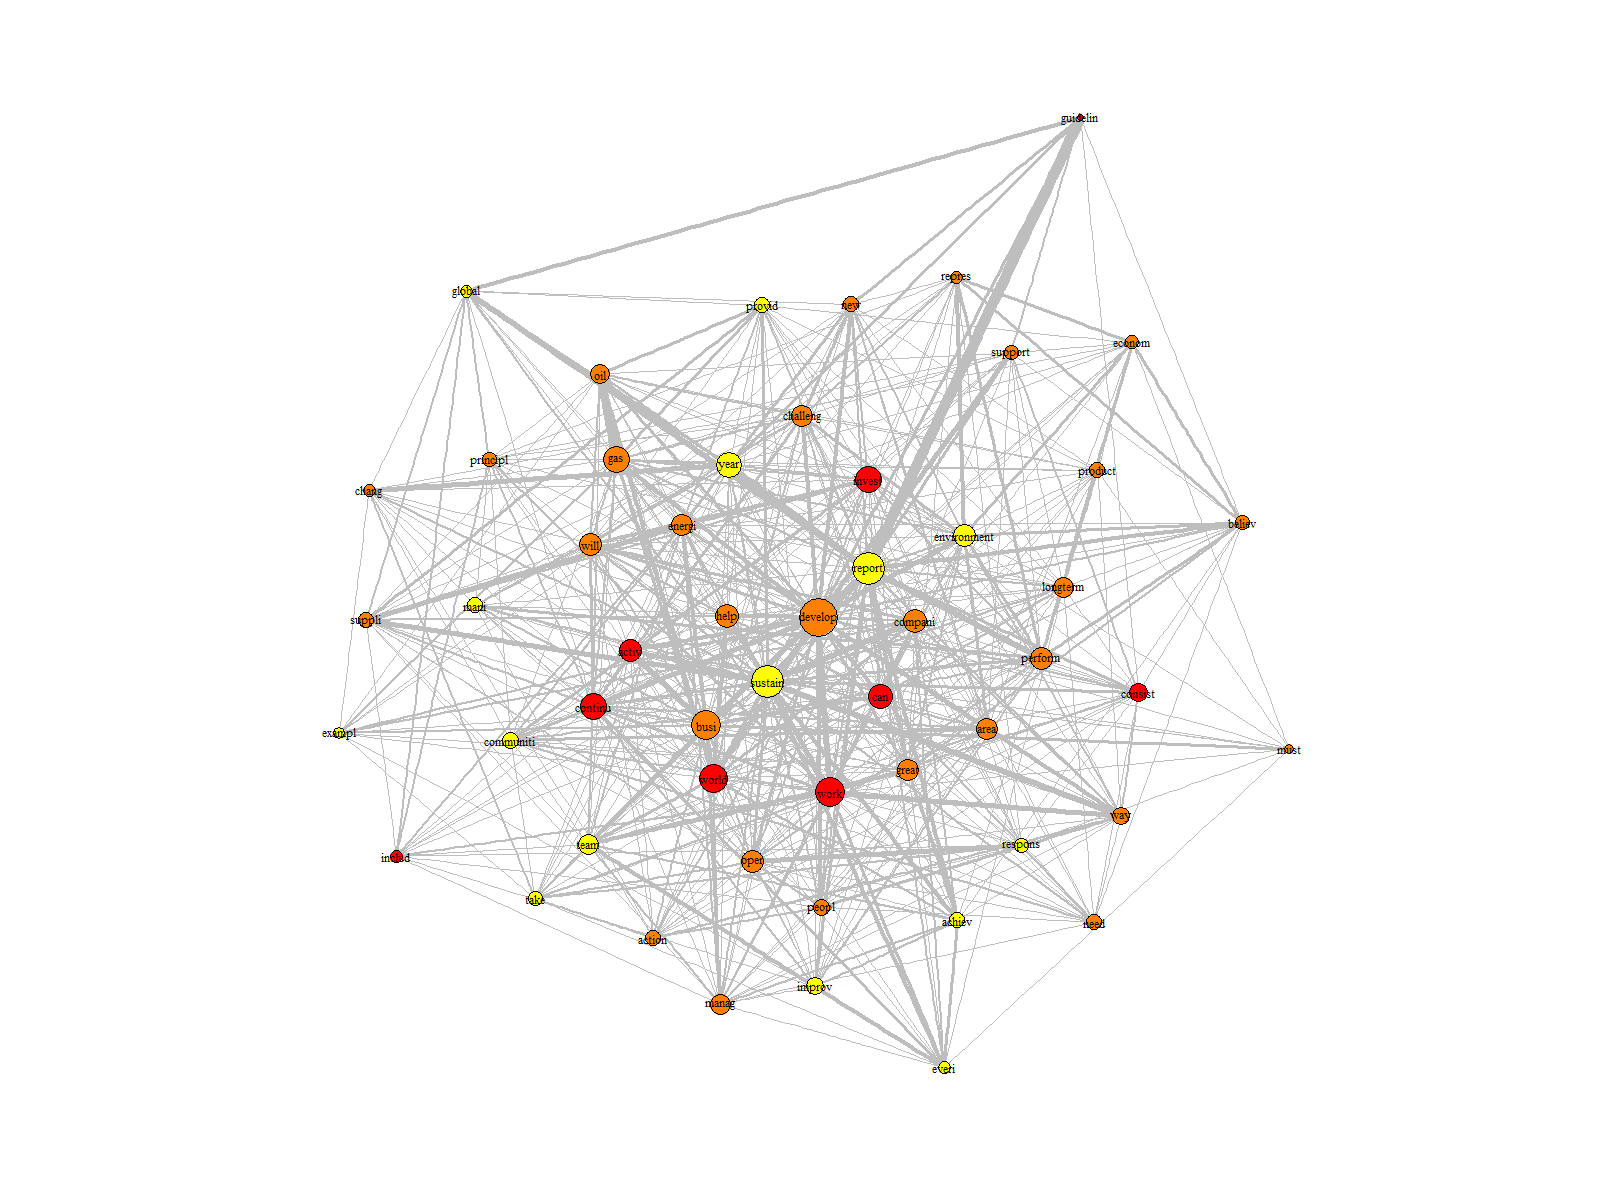 guidelin
repres
global
provid
new
econom
support
oil
challeng
gas
year
principl
product
invest
chang
energi
believ
environment
will
report
longterm
mani
help
develop
compani
suppli
activ
perform
sustain
can
consist
continu
busi
area
exampl
communiti
must
great
world
work
way
team
respons
includ
oper
take
peopl
achiev
need
action
improv
manag
everi